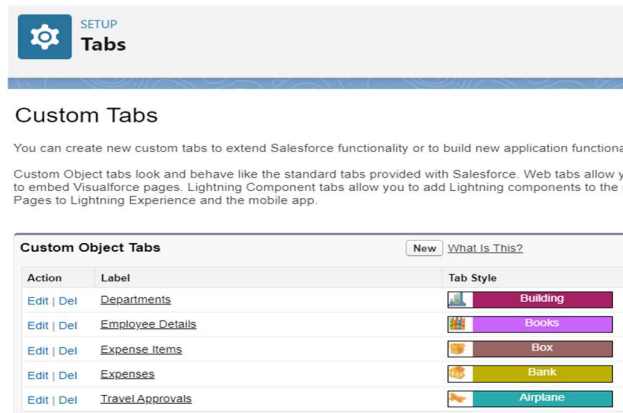 SETUP
Tabs
Custom Tabs
You can create new custom tabs to extend Salesforce functionality or to build new application
Custom Object tabs look and behave like the standard tabs provided with Salesforce. Web tabs allow
to embed Visualforce pages. Lightning Component tabs allow you to add Lightning components to the
Pages to Lightning Experience and the mobile app.
Custom Object Tabs New What Is This?
Action Label Tab Style
Edit | Del Departments Building
Edit | Del Employee Details Books
Edit | Del Expense Items Box
Edit | Del Expenses Bank
Edit | Del Travel Approvals Airplane